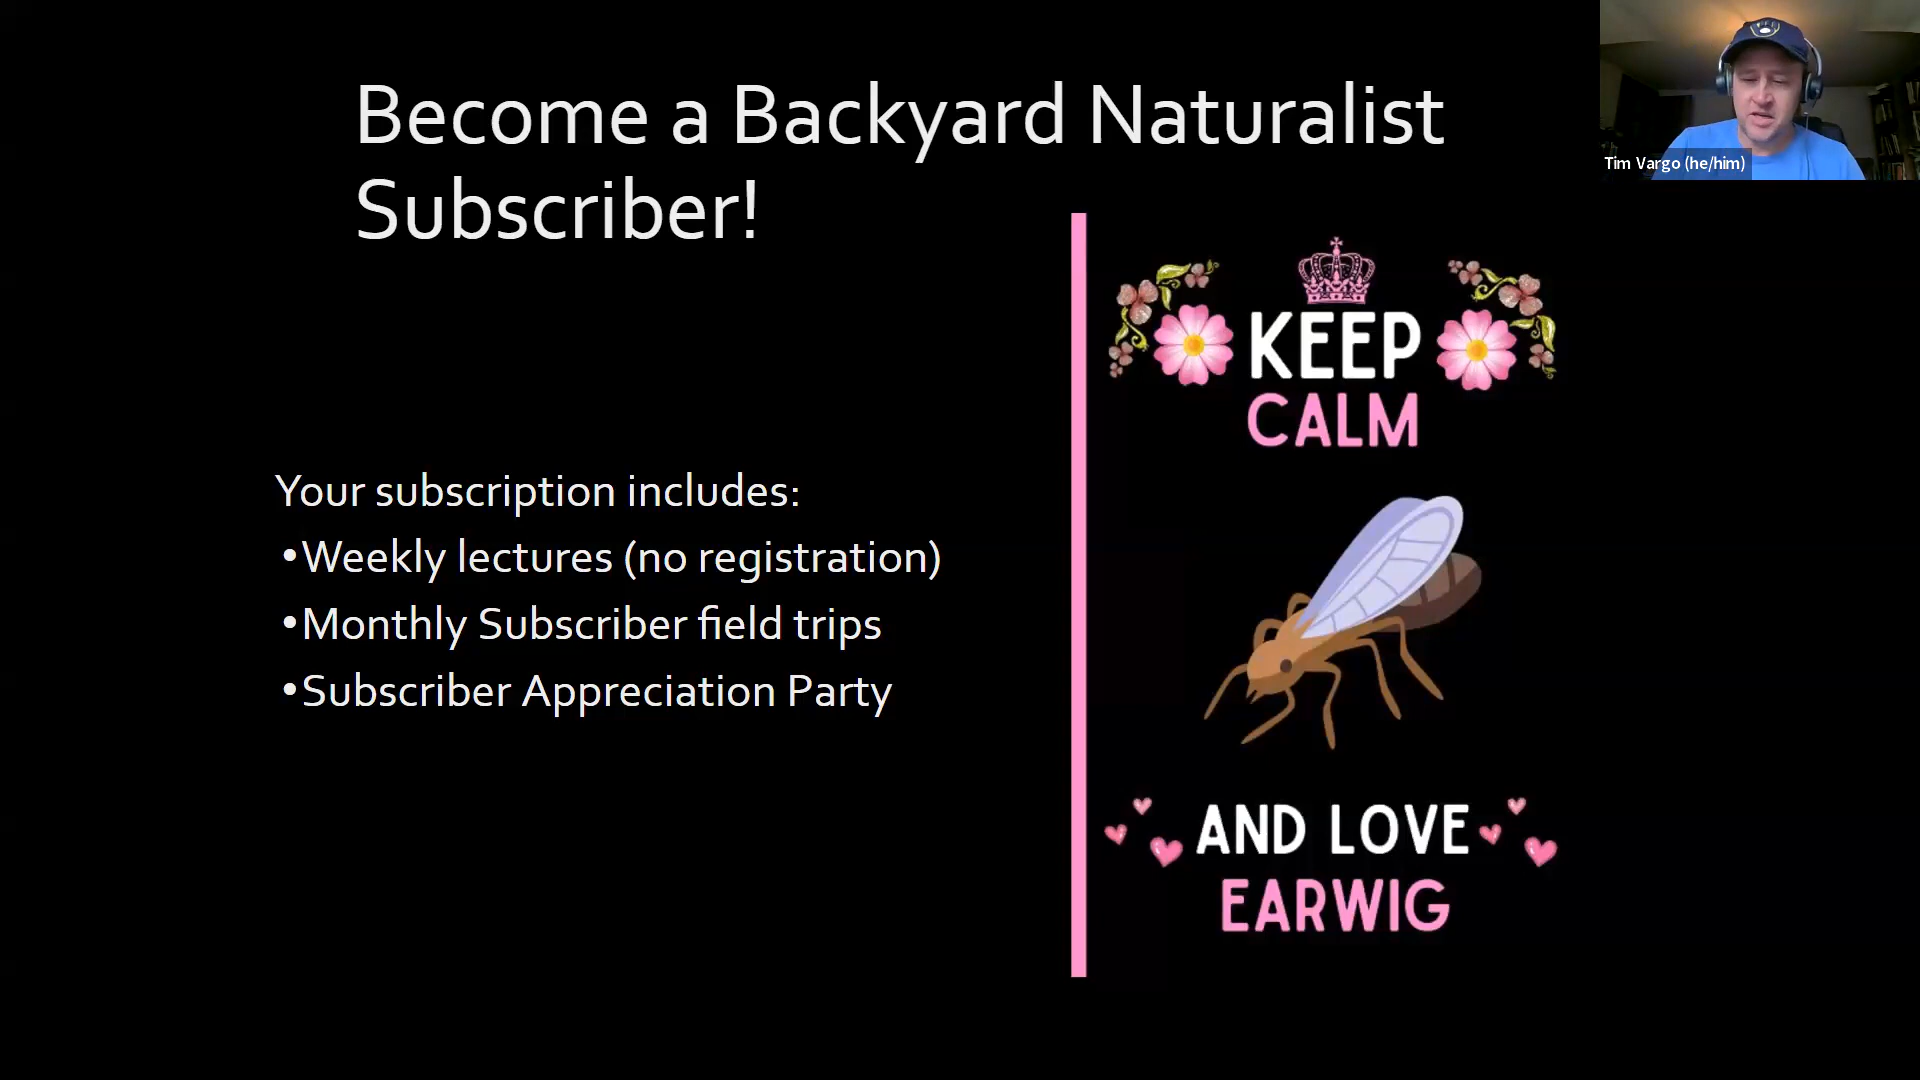 Become a Backyard Naturalist
Subscriber!
Your subscription includes:
•Weekly lectures (no registration)
•Monthly Subscriber field trips
•Subscriber Appreciation Party
KEEP
CALM
AND LOVE
EARWIG
Tim Vargo (he/him)